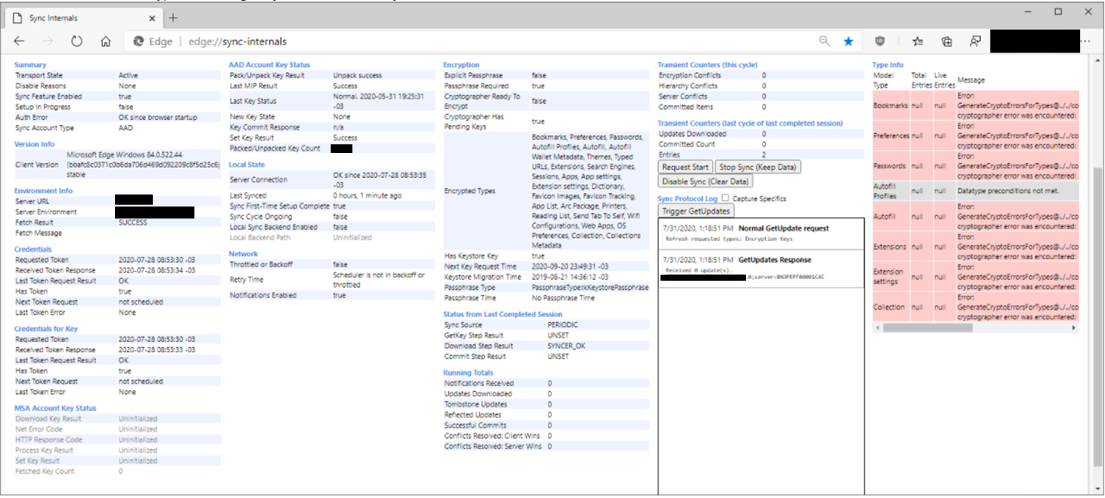 Sync Internals
Edge | edge://sync-internals
Summary
Transport State Active
Disable Reasons None
Sync Feature Enabled true
Setup In Progress false
Auth Error OK since browser startup
Sync Account Type AAD
Version Info
Client Version Microsoft Edge Windows 84.0.522.44
stable
Environment Info
Server URL
Server Environment
Fetch Result SUCCESS
Fetch Message
Credentials
Requested Token 2020-07-28 08:53:30 -03
Received Token Response 2020-07-28 08:53:34 -03
Last Token Request Result OK
Has Token true
Next Token Request not scheduled
Last Token Error None
Credentials for Key
Requested Token 2020-07-28 08:53:30 -03
Received Token Response 2020-07-28 08:53:33 -03
Last Token Request Result OK
Has Token true
Next Token Request not scheduled
Last Token Error None
MSA Account Key Status
Download Key Result Uninitialized
Net Error Code Uninitialized
HTTP Response Code Uninitialized
Process Key Result Uninitialized
Set Key Result Uninitialized
Fetched Key Count 0
AAD Account Key Status
Pack/Unpack Key Result Unpack success
Last MIP Result Success
Last Key Status Normal. 2020-05-31 19:25:31
-03
New Key State None
Key Commit Response n/a
Set Key Result Success
Packed/Unpacked Key Count
Local State
Server Connection OK since 2020-07-28 08:53:35
-03
Last Synced 0 hours, 1 minute ago
Sync First-Time Setup Complete true
Sync Cycle Ongoing false
Local Sync Backend Enabled false
Local Backend Path Uninitialized
Network
Throttled or Backoff false
Retry Time Scheduler is not in backoff or
throttled
Notifications Enabled true
Encryption
Explicit Passphrase false
Passphrase Required true
Cryptographer Ready To
Encrypt false
Cryptographer Has
Pending Keys true
Encrypted Types
Bookmarks, Preferences, Passwords,
Autofill Profiles, Autofill, Autofill
Wallet Metadata, Themes, Typed
URLs, Extensions, Search Engines,
Sessions, Apps, App settings,
Extension settings, Dictionary,
Favicon Images, Favicon Tracking,
App List, Arc Package, Printers,
Reading List, Send Tab To Self, Wifi
Configurations, Web Apps, OS
Preferences, Collection, Collections
Metadata
Has Keystore Key true
Next Key Request Time 2020-09-20 23:49:31 -03
Keystore Migration Time 2019-08-21 14:36:12 -03
Passphrase Type PassphraseType:kKeystorePassphrase
Passphrase Time No Passphrase Time
Status from Last Completed Session
Sync Source PERIODIC
GetKey Step Result UNSET
Download Step Result SYNCER_OK
Commit Step Result UNSET
Running Totals
Notifications Received 0
Updates Downloaded 0
Tombstone Updates 0
Reflected Updates 0
Successful Commits 0
Conflicts Resolved: Client Wins 0
Conflicts Resolved: Server Wins 0
Transient Counters (this cycle)
Encryption Conflicts 0
Hierarchy Conflicts 0
Server Conflicts 0
Committed Items 0
Transient Counters (last cycle of last completed session)
Updates Downloaded 0
Committed Count 0
Entries 2
Request Start Stop Sync (Keep Data)
Disable Sync (Clear Data)
Sync Protocol Log Capture Specifics
Trigger GetUpdates
7/31/2020, 1:18:51 PM Normal GetUpdate request
Refresh requested types: Encryption Keys
7/31/2020, 1:18:51 PM GetUpdates Response
Received 0 update(s).
Type Info
Model
Type Total
Entries Live
Entries Message
Bookmarks null null Error:
GenerateCryptoErrorsForTypes@../../co
cryptographer error was encountered:
Preferences null null Error:
GenerateCryptoErrorsForTypes@../../co
cryptographer error was encountered:
Passwords null null Error:
GenerateCryptoErrorsForTypes@../../co
cryptographer error was encountered:
Autofill
Profiles null null Datatype preconditions not met.
Autofill null null Error:
GenerateCryptoErrorsForTypes@../../co
cryptographer error was encountered:
Extensions null null Error:
GenerateCryptoErrorsForTypes@../../co
cryptographer error was encountered:
Extension
settings null null Error:
GenerateCryptoErrorsForTypes@../../co
cryptographer error was encountered:
Collection null null Error:
GenerateCryptoErrorsForTypes@../../co
cryptographer error was encountered: